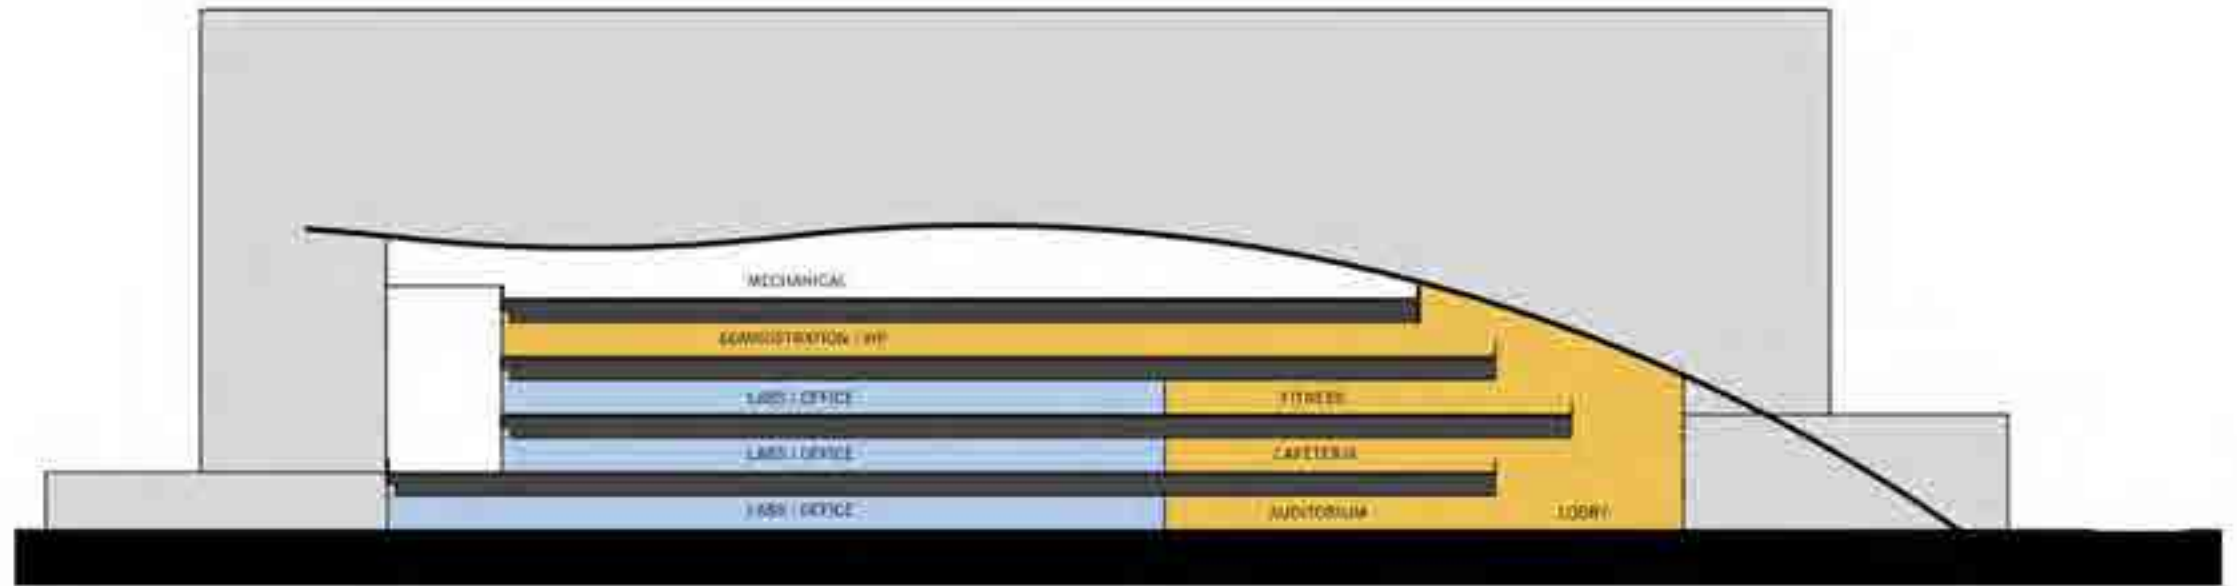 MECHANICAL
ADMINISTRATION / VIP
LABS / OFFICE FITNESS
LABS / OFFICE CAFETERIA
LABS / OFFICE AUDITORIUM LOBBY